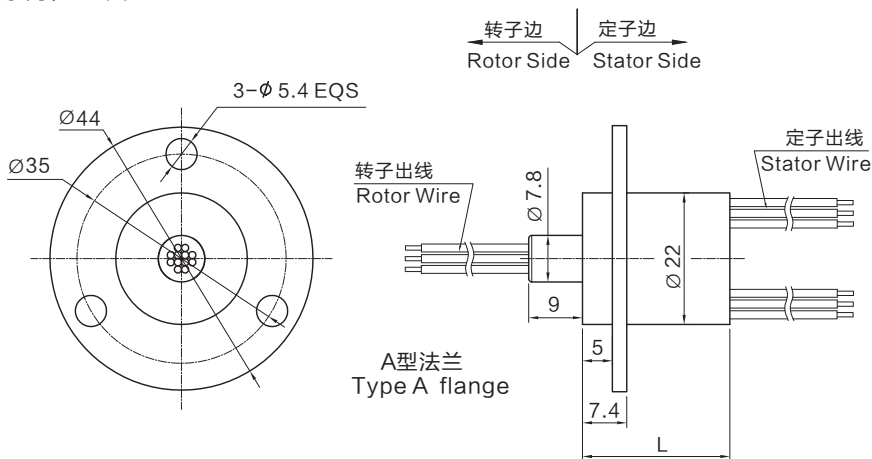 转子边 定子边
Rotor Side Stator Side
3-Ф 5.4 EQS
Ø44
Ø35
定子出线
Stator Wire
转子出线
Rotor Wire
Ø 7.8
Ø 22
9
5
A型法兰
Type A flange
7.4
L